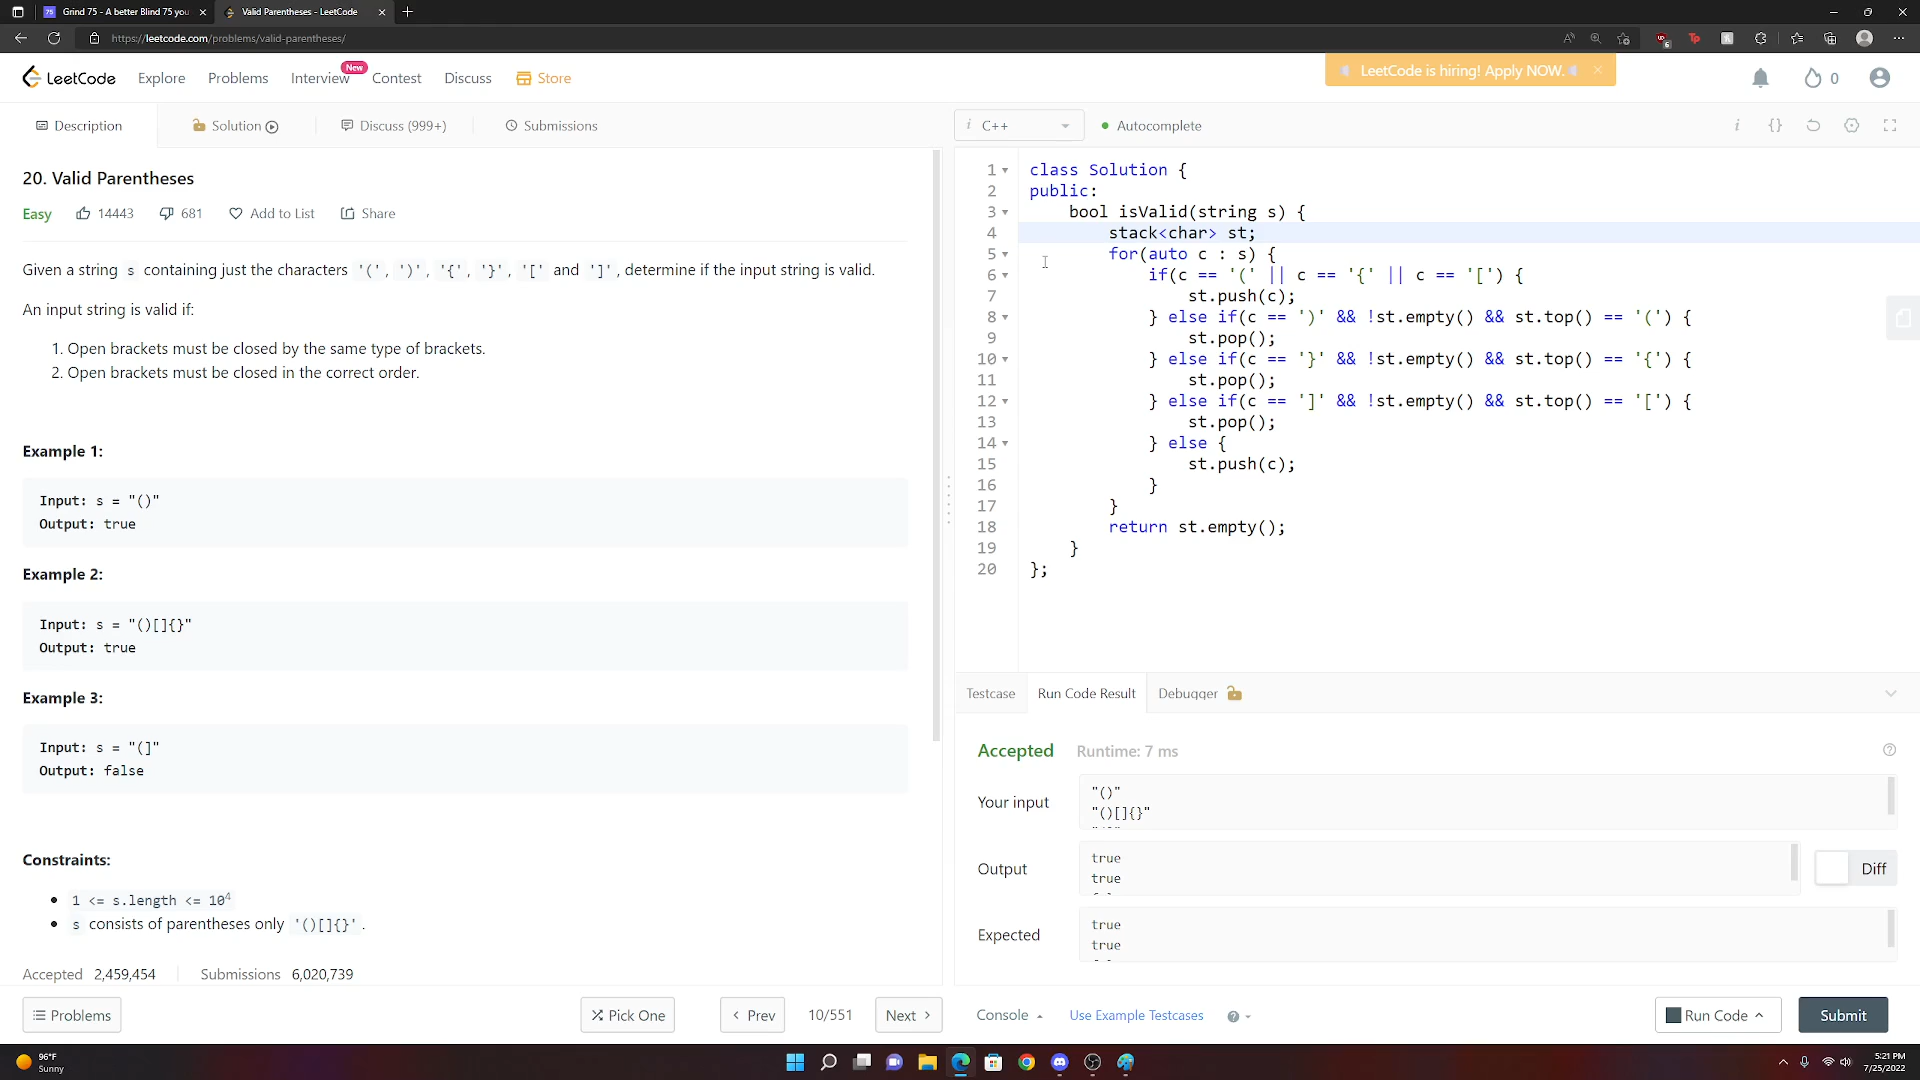 75 Grind 75 - A better Blind 75 you
Valid Parentheses - LeetCode
https://leetcode.com/problems/valid-parentheses/
LeetCode
Explore
Problems
Interview
New
Contest
Discuss
Store
LeetCode is hiring! Apply NOW.
0
Description
Solution
Discuss (999+)
Submissions
i C++
Autocomplete
20. Valid Parentheses
Easy
14443
681
Add to List
Share
Given a string s containing just the characters '(', ')', '{', '}', '[' and ']', determine if the input string is valid.
An input string is valid if:
1. Open brackets must be closed by the same type of brackets.
2. Open brackets must be closed in the correct order.
Example 1:
Input: s = "()"
Output: true
Example 2:
Input: s = "()[]{}"
Output: true
Example 3:
Input: s = "(]"
Output: false
Constraints:
1 <= s.length <= 10⁴
s consists of parentheses only '()[]{}'.
Accepted 2,459,454
Submissions 6,020,739
1 class Solution {
2 public:
3     bool isValid(string s) {
4         stack<char> st;
5         for(auto c : s) {
6             if(c == '(' || c == '{' || c == '[') {
7                 st.push(c);
8             } else if(c == ')' && !st.empty() && st.top() == '(') {
9                 st.pop();
10             } else if(c == '}' && !st.empty() && st.top() == '{') {
11                 st.pop();
12             } else if(c == ']' && !st.empty() && st.top() == '[') {
13                 st.pop();
14             } else {
15                 st.push(c);
16             }
17         }
18         return st.empty();
19     }
20 };
Testcase
Run Code Result
Debugger
Accepted
Runtime: 7 ms
Your input
"()"
"()[]{}"
Output
true
true
Diff
Expected
true
true
Problems
Pick One
Prev
10/551
Next
Console
Use Example Testcases
Run Code
Submit
96°F
Sunny
5:21 PM
7/25/2022